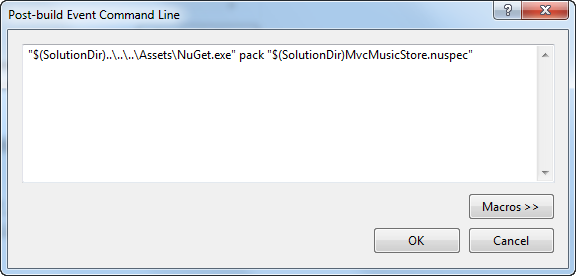 Post-build Event Command Line
"$(SolutionDir)..\..\..\Assets\NuGet.exe" pack "$(SolutionDir)MvcMusicStore.nuspec"
Macros >>
OK
Cancel